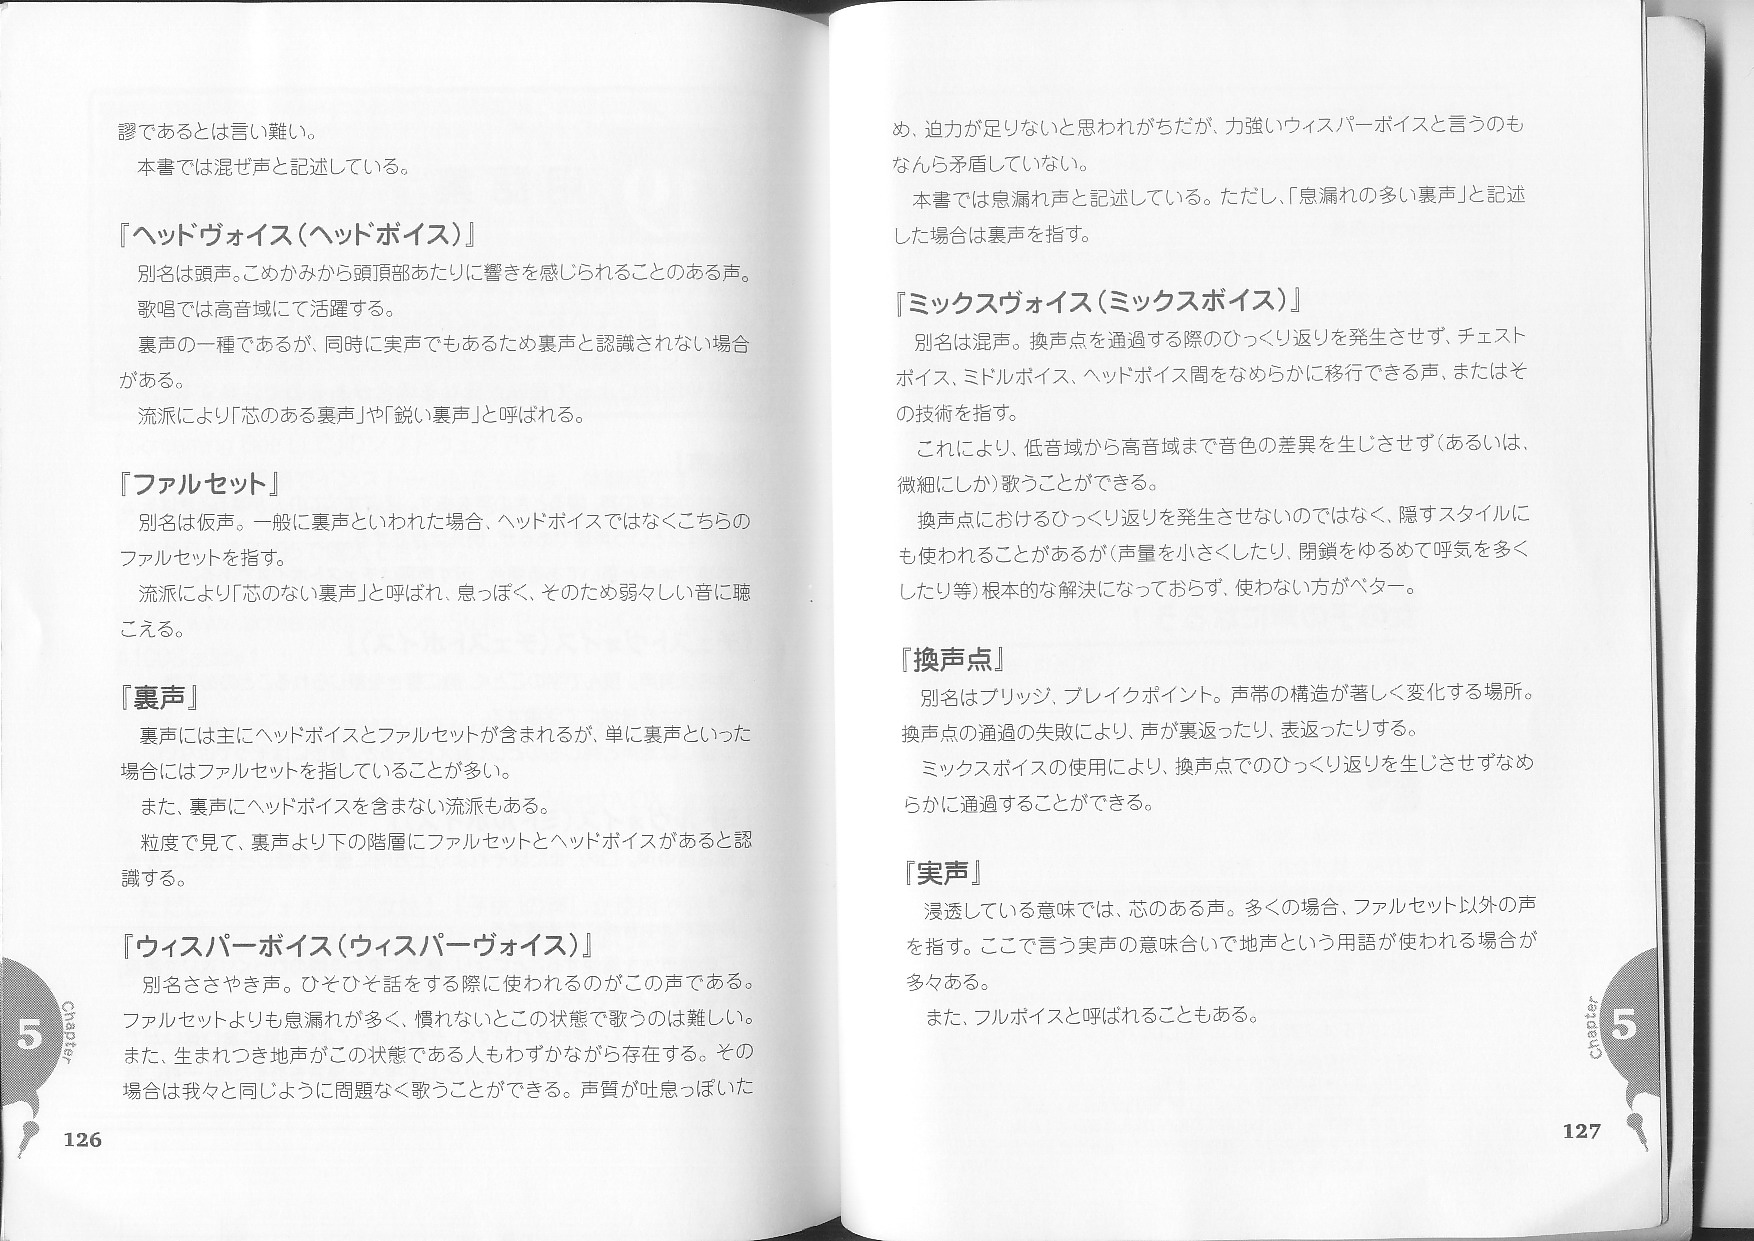 謬であるとは言い難い。
本書では混ぜ声と記述している。
『ヘッドヴォイス（ヘッドボイス）』
別名は頭声。こめかみから頭頂部あたりに響きを感じられることのある声。
歌唱では高音域にて活躍する。
裏声の一種であるが、同時に実声でもあるため裏声と認識されない場合
がある。
流派により「芯のある裏声」や「鋭い裏声」と呼ばれる。
『ファルセット』
別名は仮声。一般に裏声といわれた場合、ヘッドボイスではなくこちらの
ファルセットを指す。
流派により「芯のない裏声」と呼ばれ、息っぽく、そのため弱々しい音に聴
こえる。
『裏声』
裏声には主にヘッドボイスとファルセットが含まれるが、単に裏声といった
場合にはファルセットを指していることが多い。
また、裏声にヘッドボイスを含まない流派もある。
粒度で見て、裏声より下の階層にファルセットとヘッドボイスがあると認
識する。
『ウィスパーボイス（ウィスパーヴォイス）』
別名ささやき声。ひそひそ話をする際に使われるのがこの声である。
ファルセットよりも息漏れが多く、慣れないとこの状態で歌うのは難しい。
また、生まれつき地声がこの状態である人もわずかながら存在する。その
場合は我々と同じように問題なく歌うことができる。声質が吐息っぽいた
Chapter
5
126
め、迫力が足りないと思われがちだが、力強いウィスパーボイスと言うのも
なんら矛盾していない。
本書では息漏れ声と記述している。ただし、「息漏れの多い裏声」と記述
した場合は裏声を指す。
『ミックスヴォイス（ミックスボイス）』
別名は混声。換声点を通過する際のひっくり返りを発生させず、チェスト
ボイス、ミドルボイス、ヘッドボイス間をなめらかに移行できる声、またはそ
の技術を指す。
これにより、低音域から高音域まで音色の差異を生じさせず（あるいは、
微細にしか）歌うことができる。
換声点におけるひっくり返りを発生させないのではなく、隠すスタイルに
も使われることがあるが（声量を小さくしたり、閉鎖をゆるめて呼気を多く
したり等）根本的な解決になっておらず、使わない方がベター。
『換声点』
別名はブリッジ、ブレイクポイント。声帯の構造が著しく変化する場所。
換声点の通過の失敗により、声が裏返ったり、表返ったりする。
ミックスボイスの使用により、換声点でのひっくり返りを生じさせずなめ
らかに通過することができる。
『実声』
浸透している意味では、芯のある声。多くの場合、ファルセット以外の声
を指す。ここで言う実声の意味合いで地声という用語が使われる場合が
多々ある。
また、フルボイスと呼ばれることもある。
Chapter
5
127